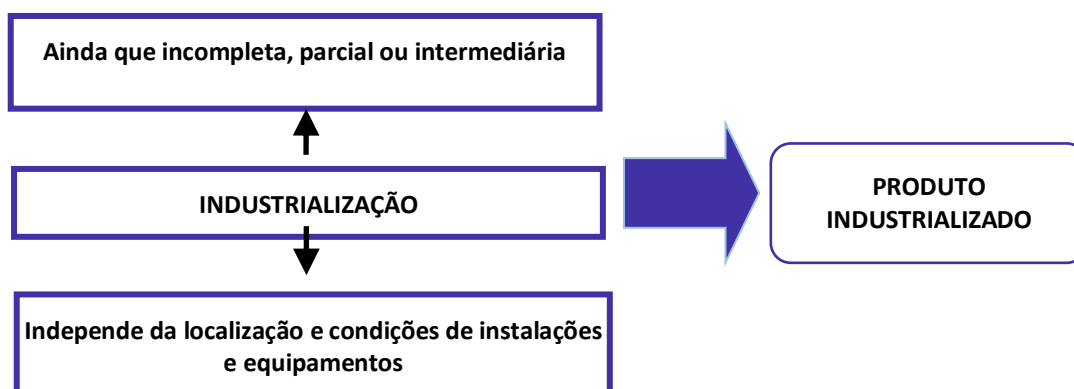 Ainda que incompleta, parcial ou intermediária
INDUSTRIALIZAÇÃO
PRODUTO
INDUSTRIALIZADO
Independe da localização e condições de instalações
e equipamentos